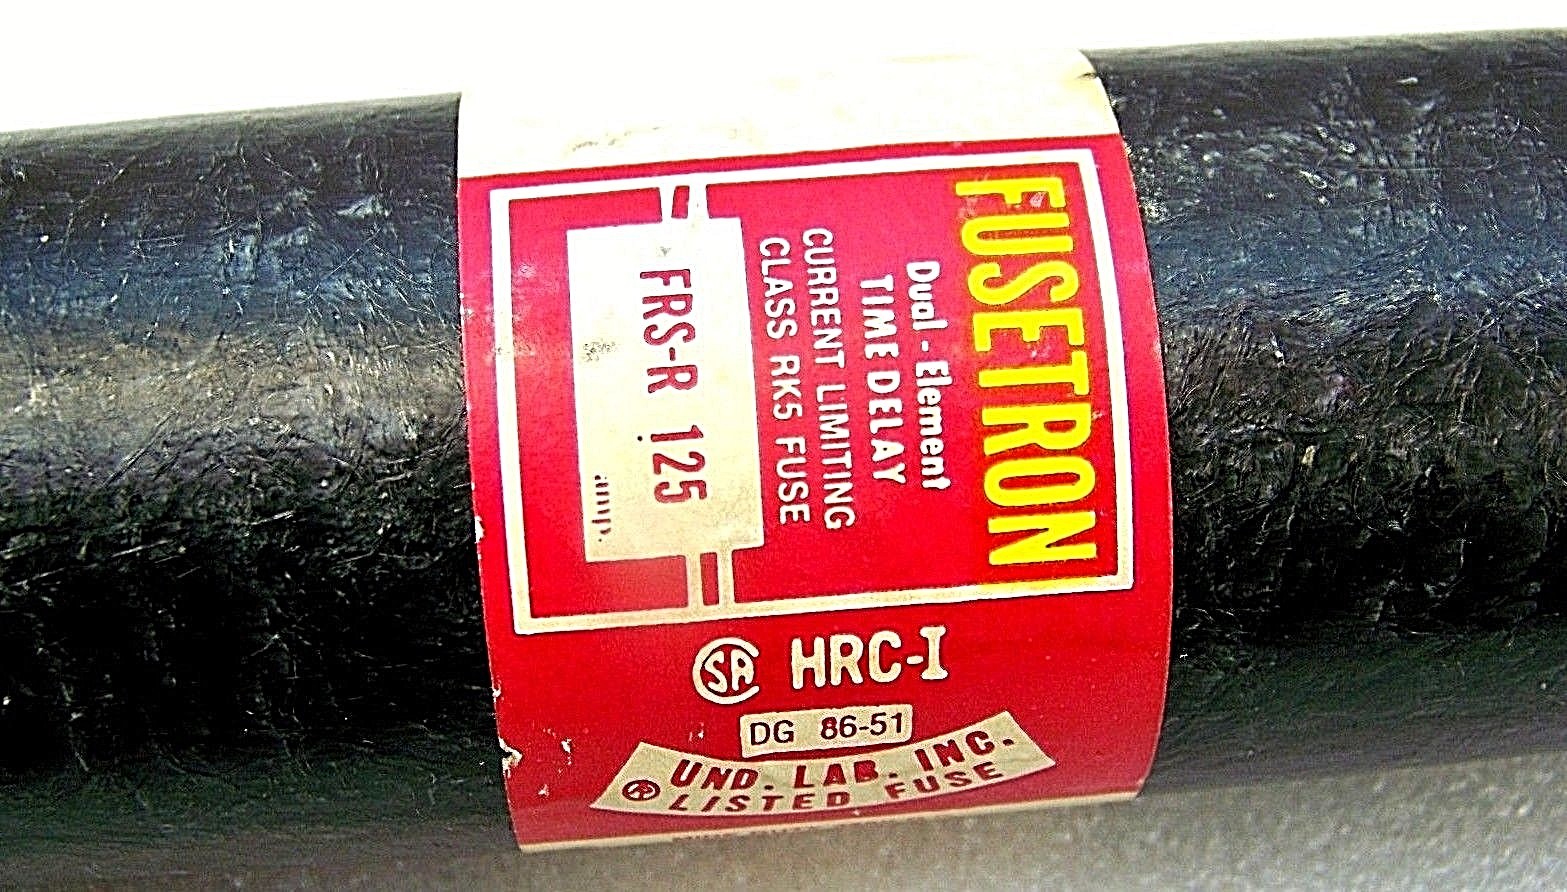 FUSETRON
Dual - Element
TIME DELAY
CURRENT LIMITING
CLASS RK5 FUSE
FRS-R 125
amp.
SA HRC-I
DG 86-51
® UND. LAB. INC.
LISTED FUSE